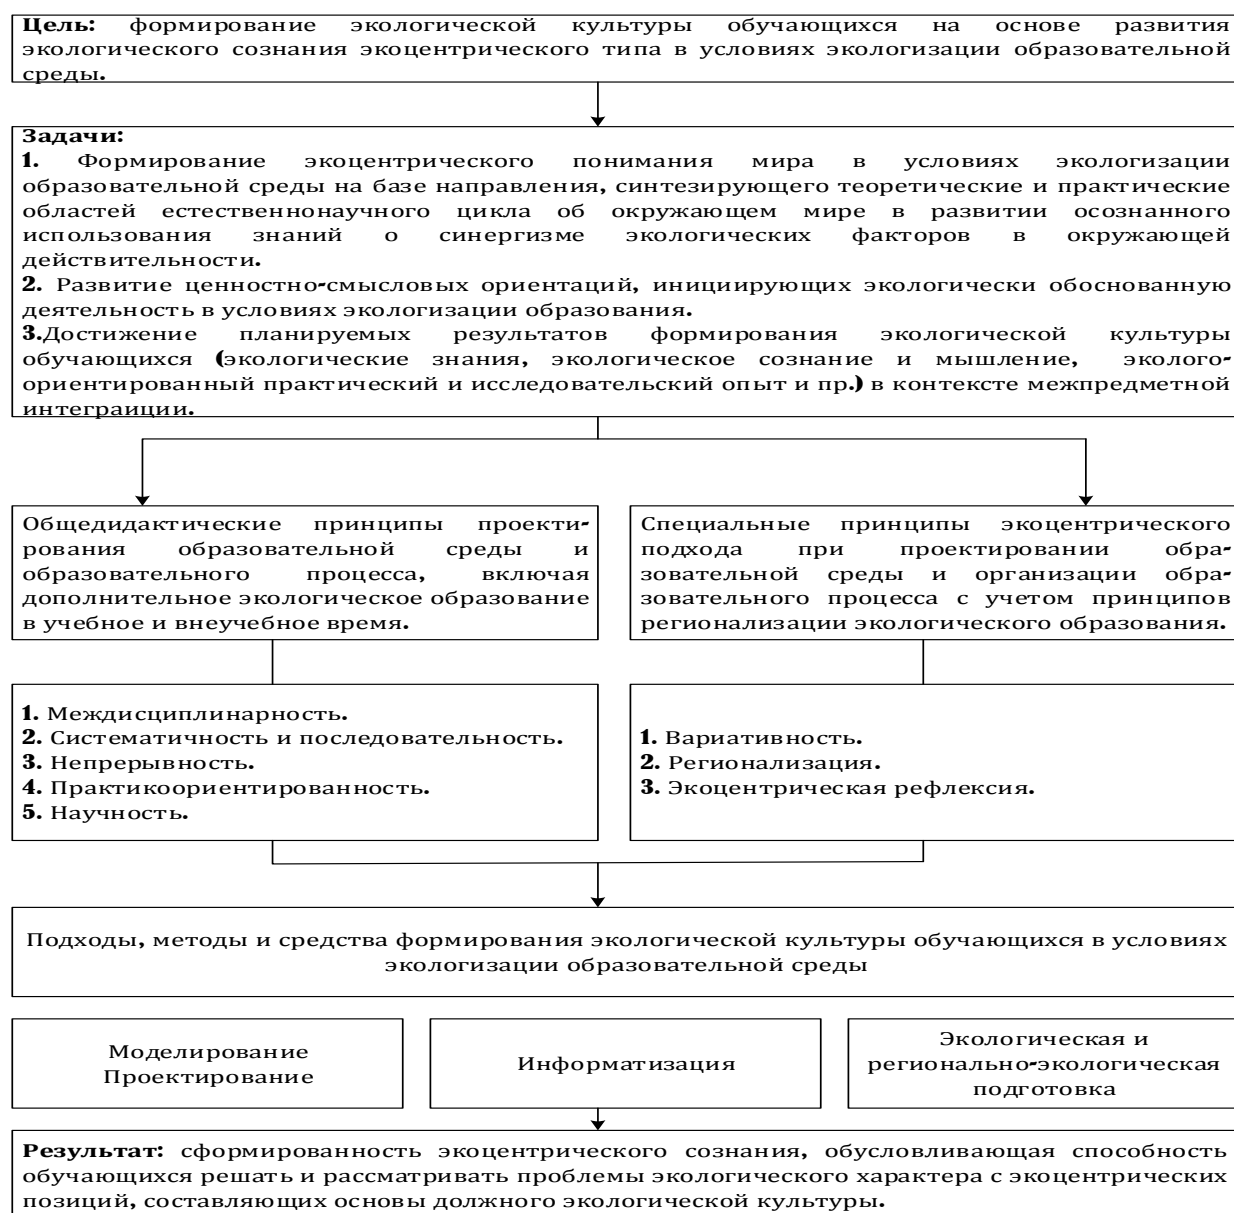 Цель: формирование экологической культуры обучающихся на основе развития
экологического сознания экоцентрического типа в условиях экологизации образовательной
среды.
Задачи:
1. Формирование экоцентрического понимания мира в условиях экологизации
образовательной среды на базе направления, синтезирующего теоретические и практические
областей естественнонаучного цикла об окружающем мире в развитии осознанного
использования знаний о синергизме экологических факторов в окружающей
действительности.
2. Развитие ценностно-смысловых ориентаций, инициирующих экологически обоснованную
деятельность в условиях экологизации образования.
3.Достижение планируемых результатов формирования экологической культуры
обучающихся (экологические знания, экологическое сознание и мышление, эколого-
ориентированный практический и исследовательский опыт и пр.) в контексте межпредметной
интеграиции.
Общедидактические принципы проекти-
рования образовательной среды и
образовательного процесса, включая
дополнительное экологическое образование
в учебное и внеучебное время.
Специальные принципы экоцентрического
подхода при проектировании обра-
зовательной среды и организации обра-
зовательного процесса с учетом принципов
регионализации экологического образования.
1. Междисциплинарность.
2. Систематичность и последовательность.
3. Непрерывность.
4. Практикоориентированность.
5. Научность.
1. Вариативность.
2. Регионализация.
3. Экоцентрическая рефлексия.
Подходы, методы и средства формирования экологической культуры обучающихся в условиях
экологизации образовательной среды
Моделирование
Проектирование
Информатизация
Экологическая и
регионально-экологическая
подготовка
Результат: сформированность экоцентрического сознания, обусловливающая способность
обучающихся решать и рассматривать проблемы экологического характера с экоцентрических
позиций, составляющих основы должного экологической культуры.